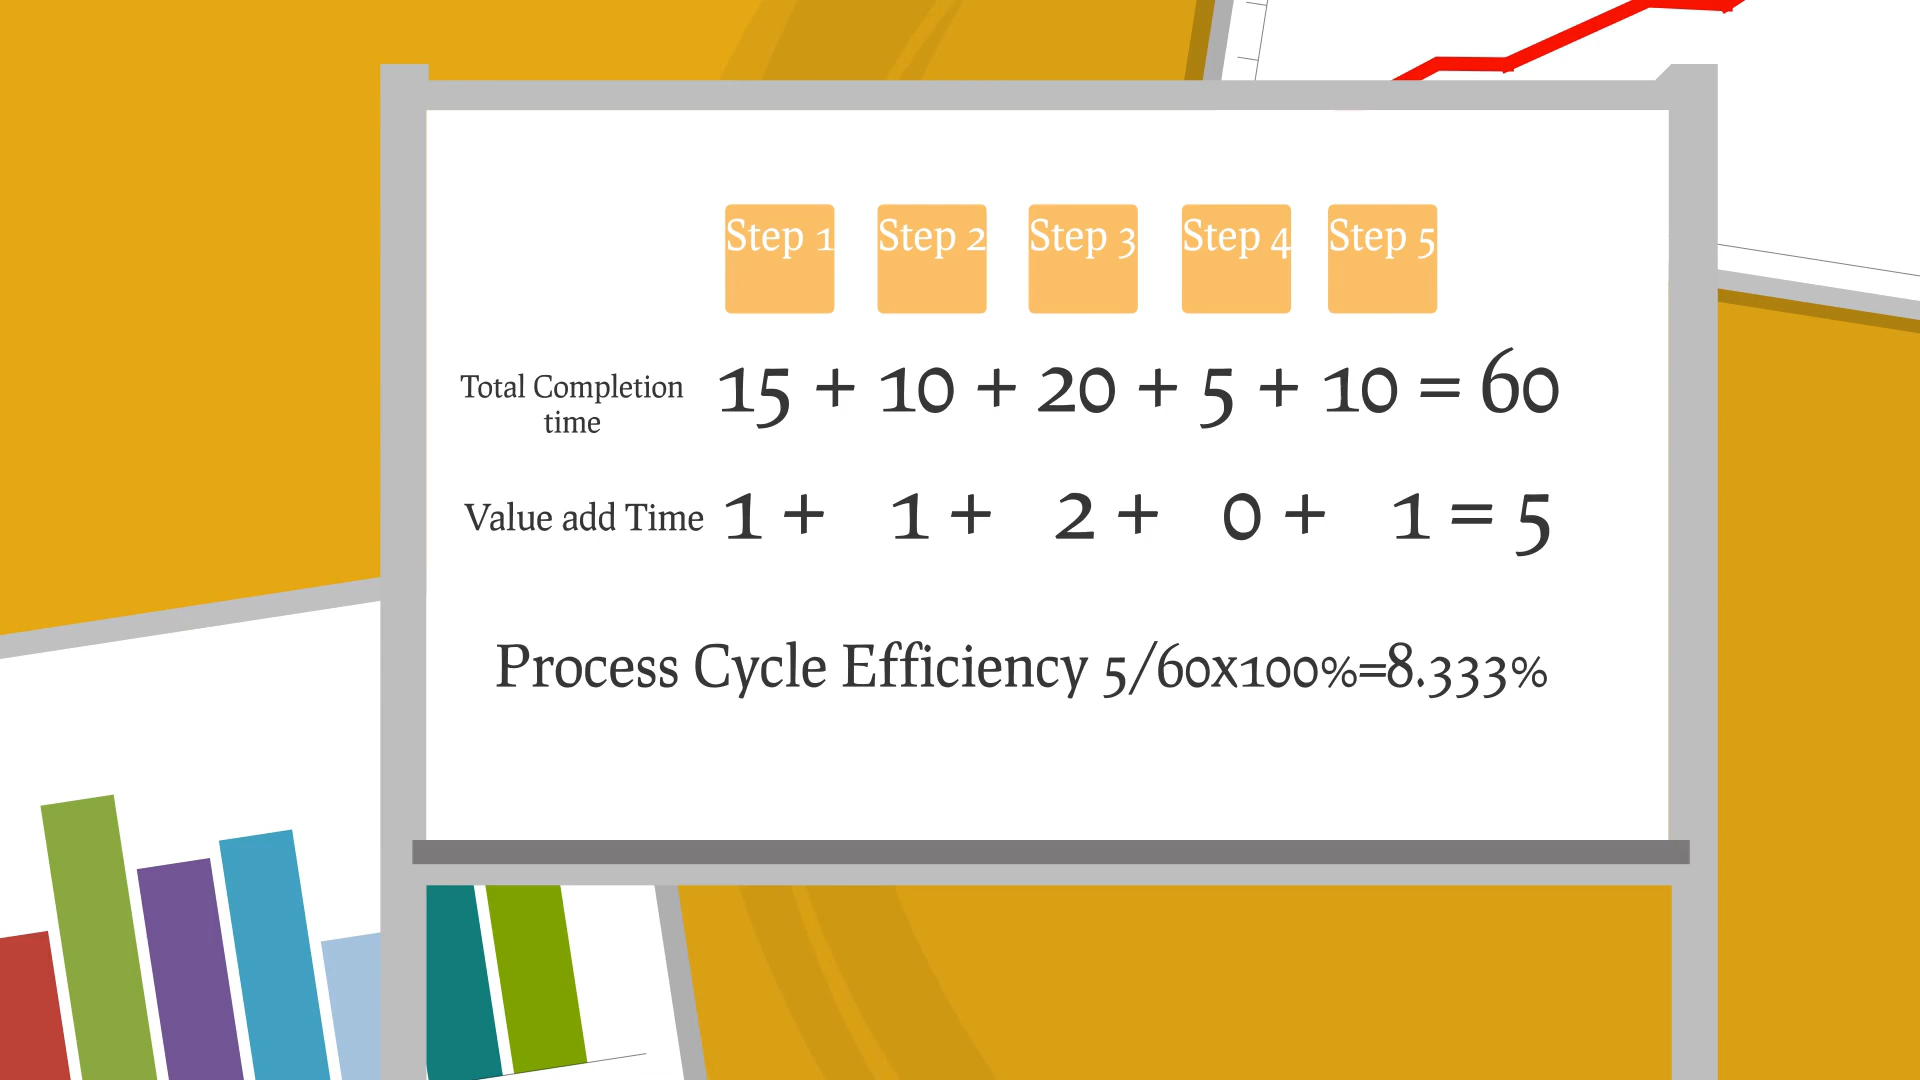 Step 1 Step 2 Step 3 Step 4 Step 5
Total Completion
time
15 + 10 + 20 + 5 + 10 = 60
Value add Time 1 + 1 + 2 + 0 + 1 = 5
Process Cycle Efficiency 5/60x100%=8.333%